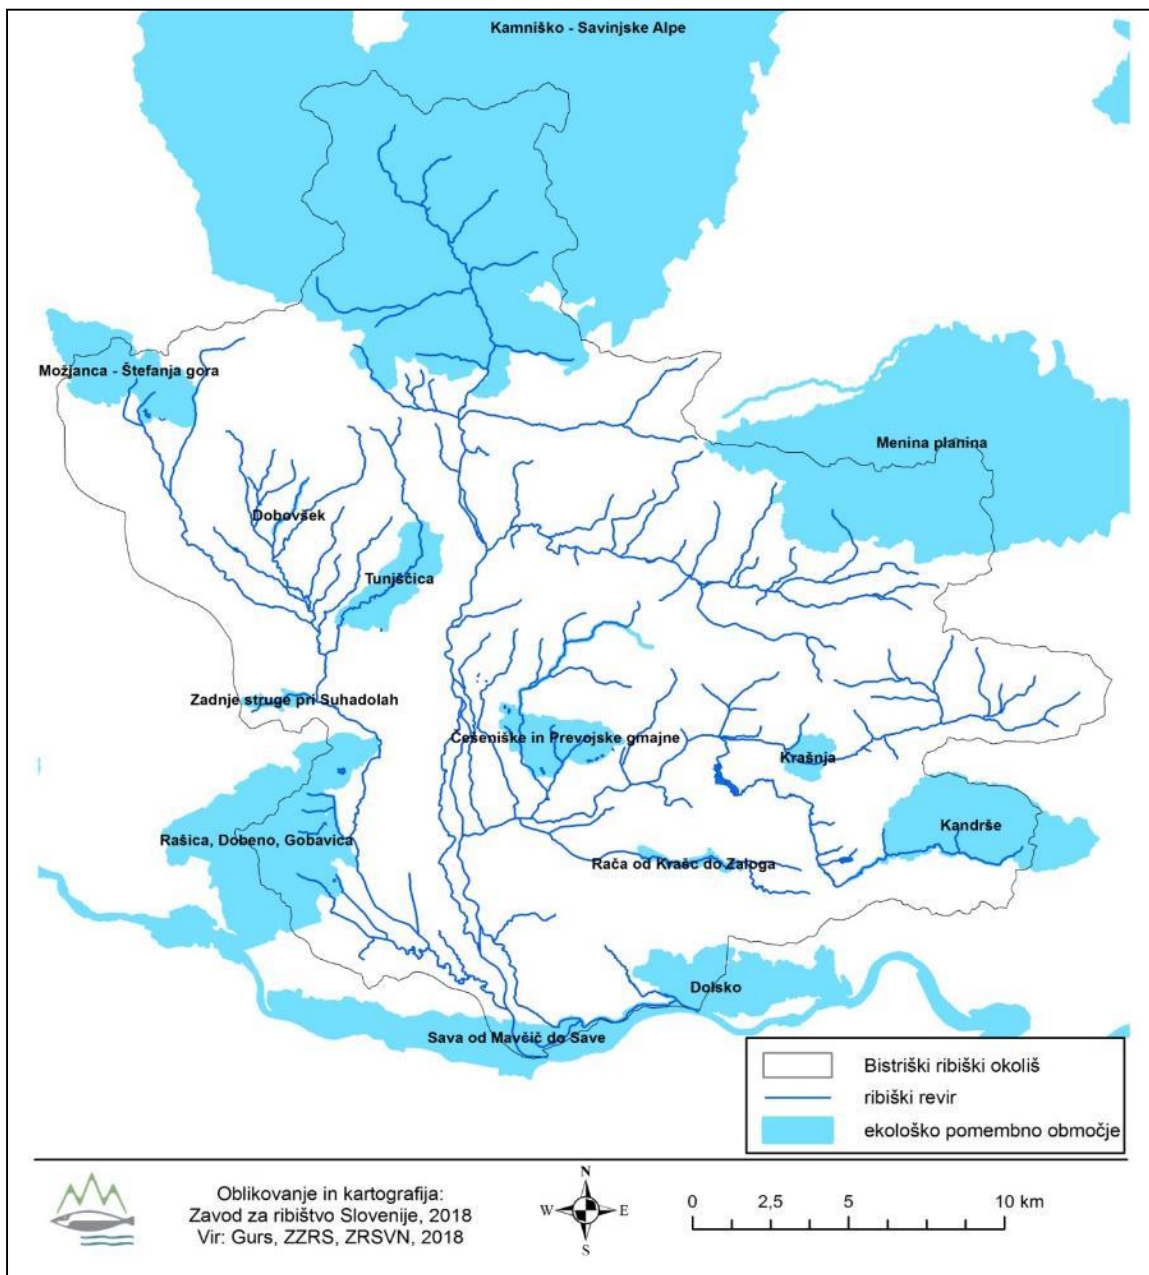 Kamniško - Savinjske Alpe
Možjanca - Štefanja gora
Menina planina
Dobovšek
Tunjščica
Zadnje struge pri Suhadolah
Češeniške in Prevojske gmajne
Krašnja
Rašica, Dobeno, Gobavica
Kandrše
Rača od Krašc do Zaloga
Dolsko
Sava od Mavčič do Save
Bistriški ribiški okoliš
ribiški revir
ekološko pomembno območje
Oblikovanje in kartografija:
Zavod za ribištvo Slovenije, 2018
Vir: Gurs, ZZRS, ZRSVN, 2018
N
W
E
S
0 2,5 5 10 km